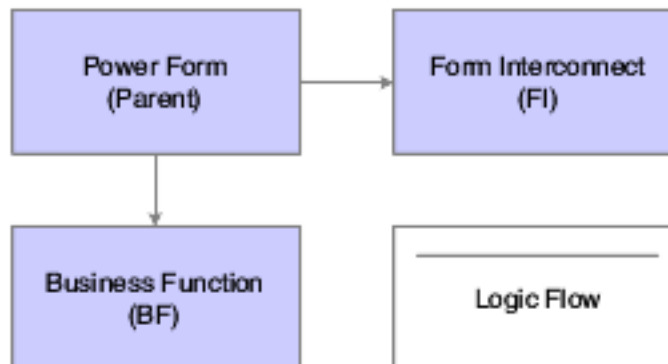 Power Form
(Parent)
Form Interconnect
(FI)
Business Function
(BF)
Logic Flow